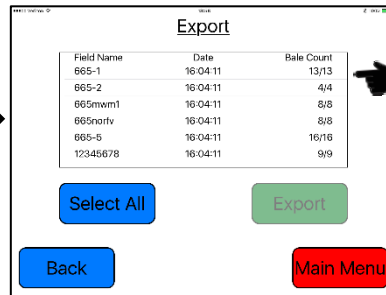 Export
Field Name Date Bale Count
665-1 16:04:11 13/13
665-2 16:04:11 4/4
665mwm1 16:04:11 8/8
665norfv 16:04:11 8/8
665-5 16:04:11 16/16
12345678 16:04:11 9/9
Select All Export
Back Main Menu